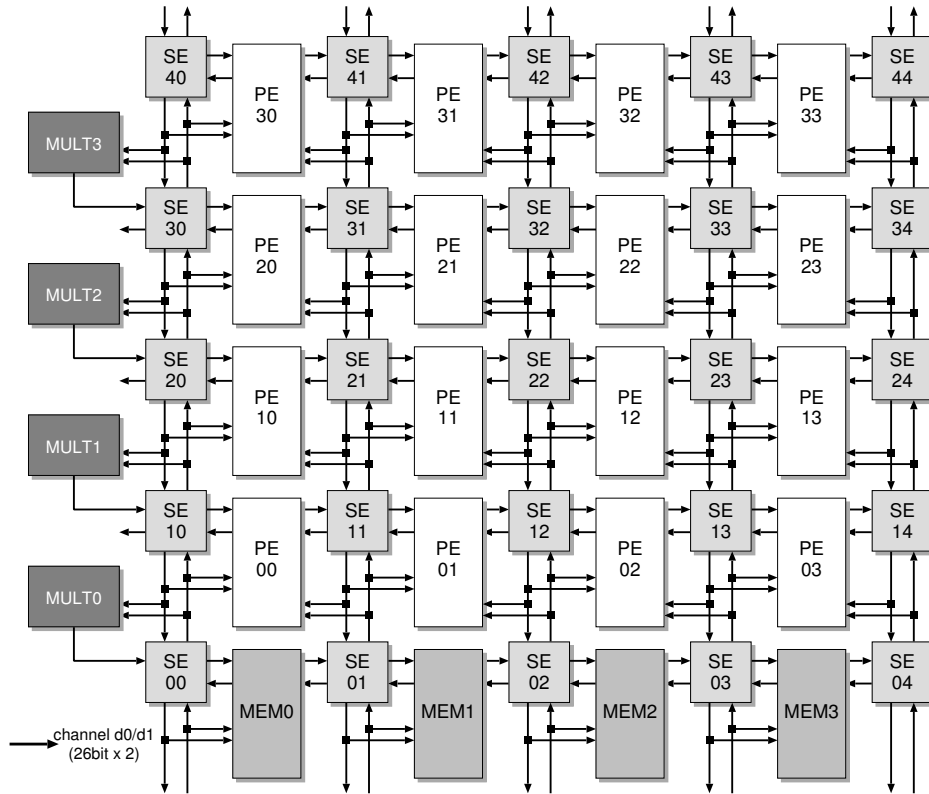 SE
40
SE
41
SE
42
SE
43
SE
44
PE
30
PE
31
PE
32
PE
33
MULT3
SE
30
SE
31
SE
32
SE
33
SE
34
PE
20
PE
21
PE
22
PE
23
MULT2
SE
20
SE
21
SE
22
SE
23
SE
24
PE
10
PE
11
PE
12
PE
13
MULT1
SE
10
SE
11
SE
12
SE
13
SE
14
PE
00
PE
01
PE
02
PE
03
MULT0
SE
00
SE
01
SE
02
SE
03
SE
04
MEM0
MEM1
MEM2
MEM3
channel d0/d1
(26bit x 2)